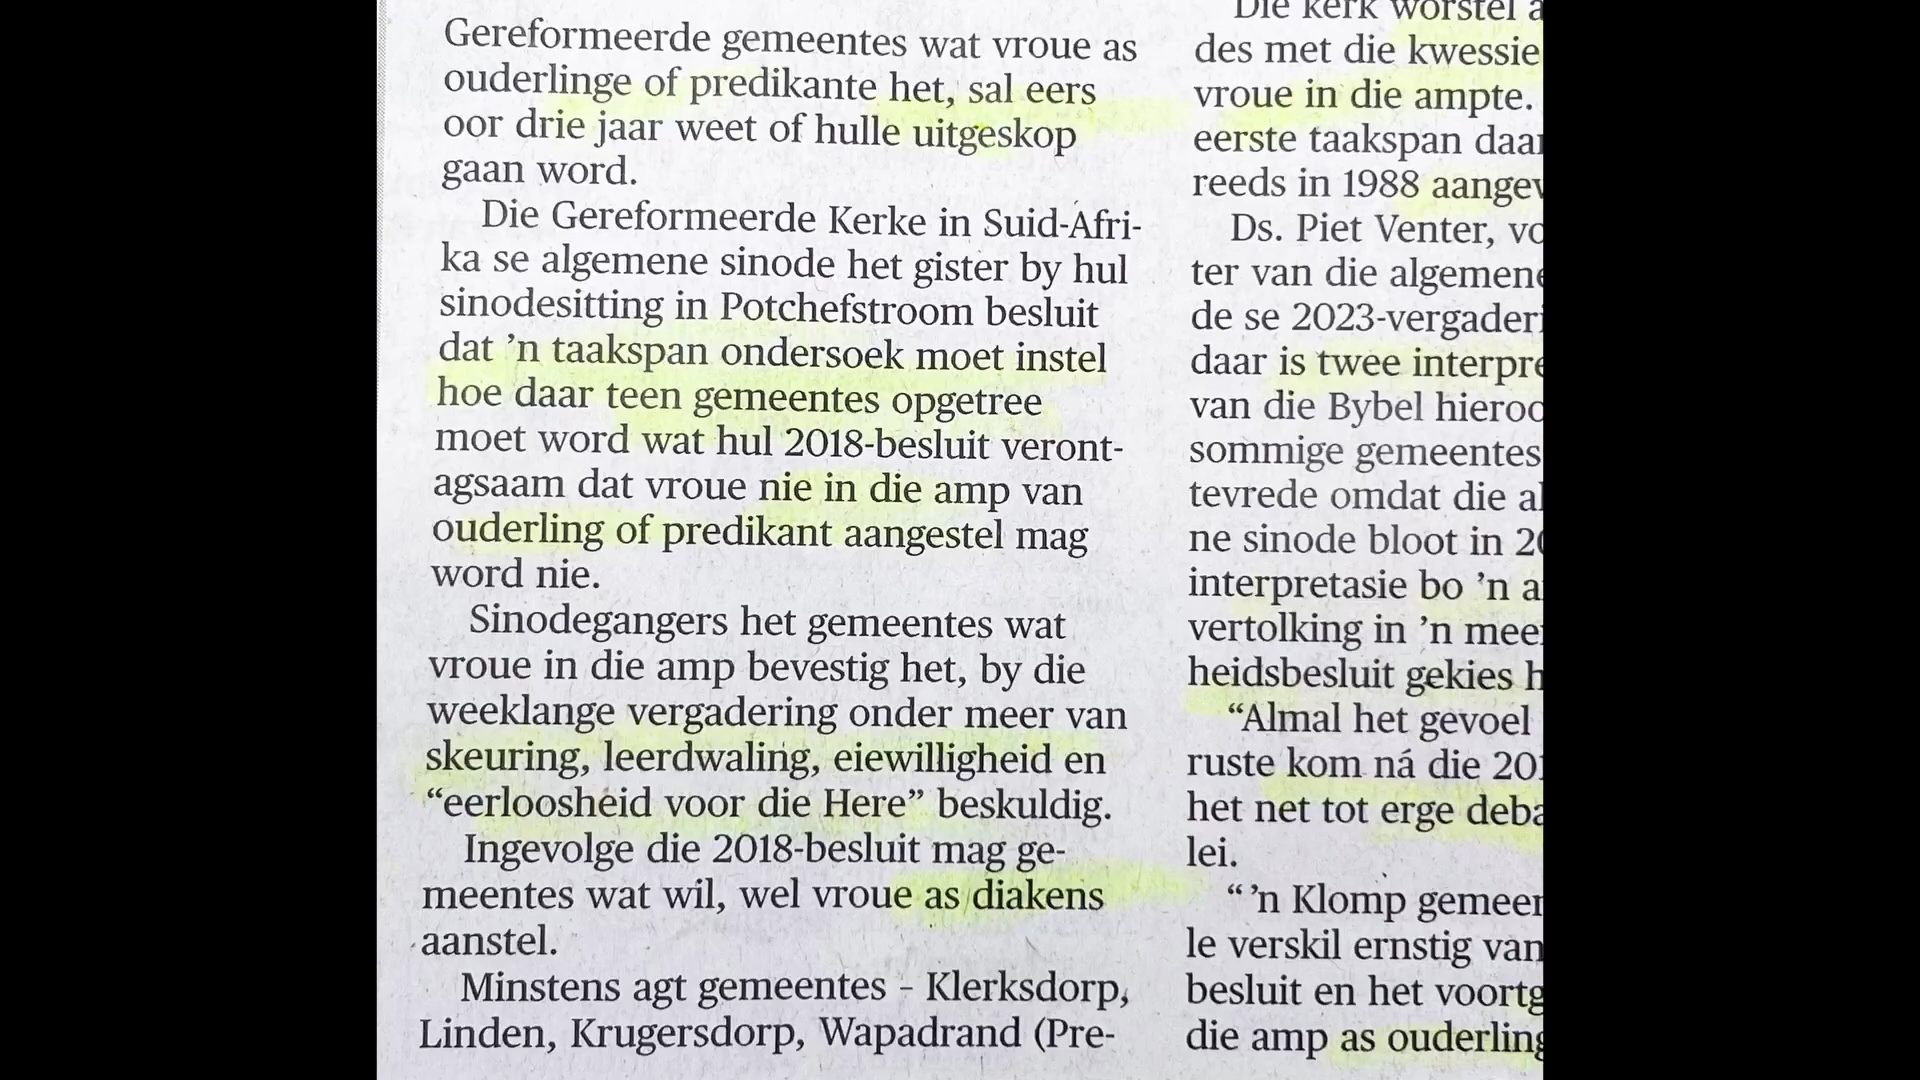 Gereformeerde gemeentes wat vroue as
ouderlinge of predikante het, sal eers
oor drie jaar weet of hulle uitgeskop
gaan word.
Die Gereformeerde Kerke in Suid-Afri-
ka se algemene sinode het gister by hul
sinodesitting in Potchefstroom besluit
dat ’n taakspan ondersoek moet instel
hoe daar teen gemeentes opgetree
moet word wat hul 2018-besluit veront-
agsaam dat vroue nie in die amp van
ouderling of predikant aangestel mag
word nie.
Sinodegangers het gemeentes wat
vroue in die amp bevestig het, by die
weeklange vergadering onder meer van
skeuring, leerdwaling, eiewilligheid en
“eerloosheid voor die Here” beskuldig.
Ingevolge die 2018-besluit mag ge-
meentes wat wil, wel vroue as diakens
aanstel.
Minstens agt gemeentes – Klerksdorp,
Linden, Krugersdorp, Wapadrand (Pre-
Die kerk worstel
des met die kwessie
vroue in die ampte.
eerste taakspan
reeds in 1988
Ds. Piet Venter,
ter van die
de se
daar is twee
van die Bybel
sommige gemeentes
tevrede omdat die
ne sinode bloot in
interpretasie bo ’n
vertolking in ’n
heidsbesluit gekies
“Almal het gevoel
ruste kom ná die
het net tot erge
lei.
“’n Klomp
le verskil ernstig van
besluit en het
die amp as